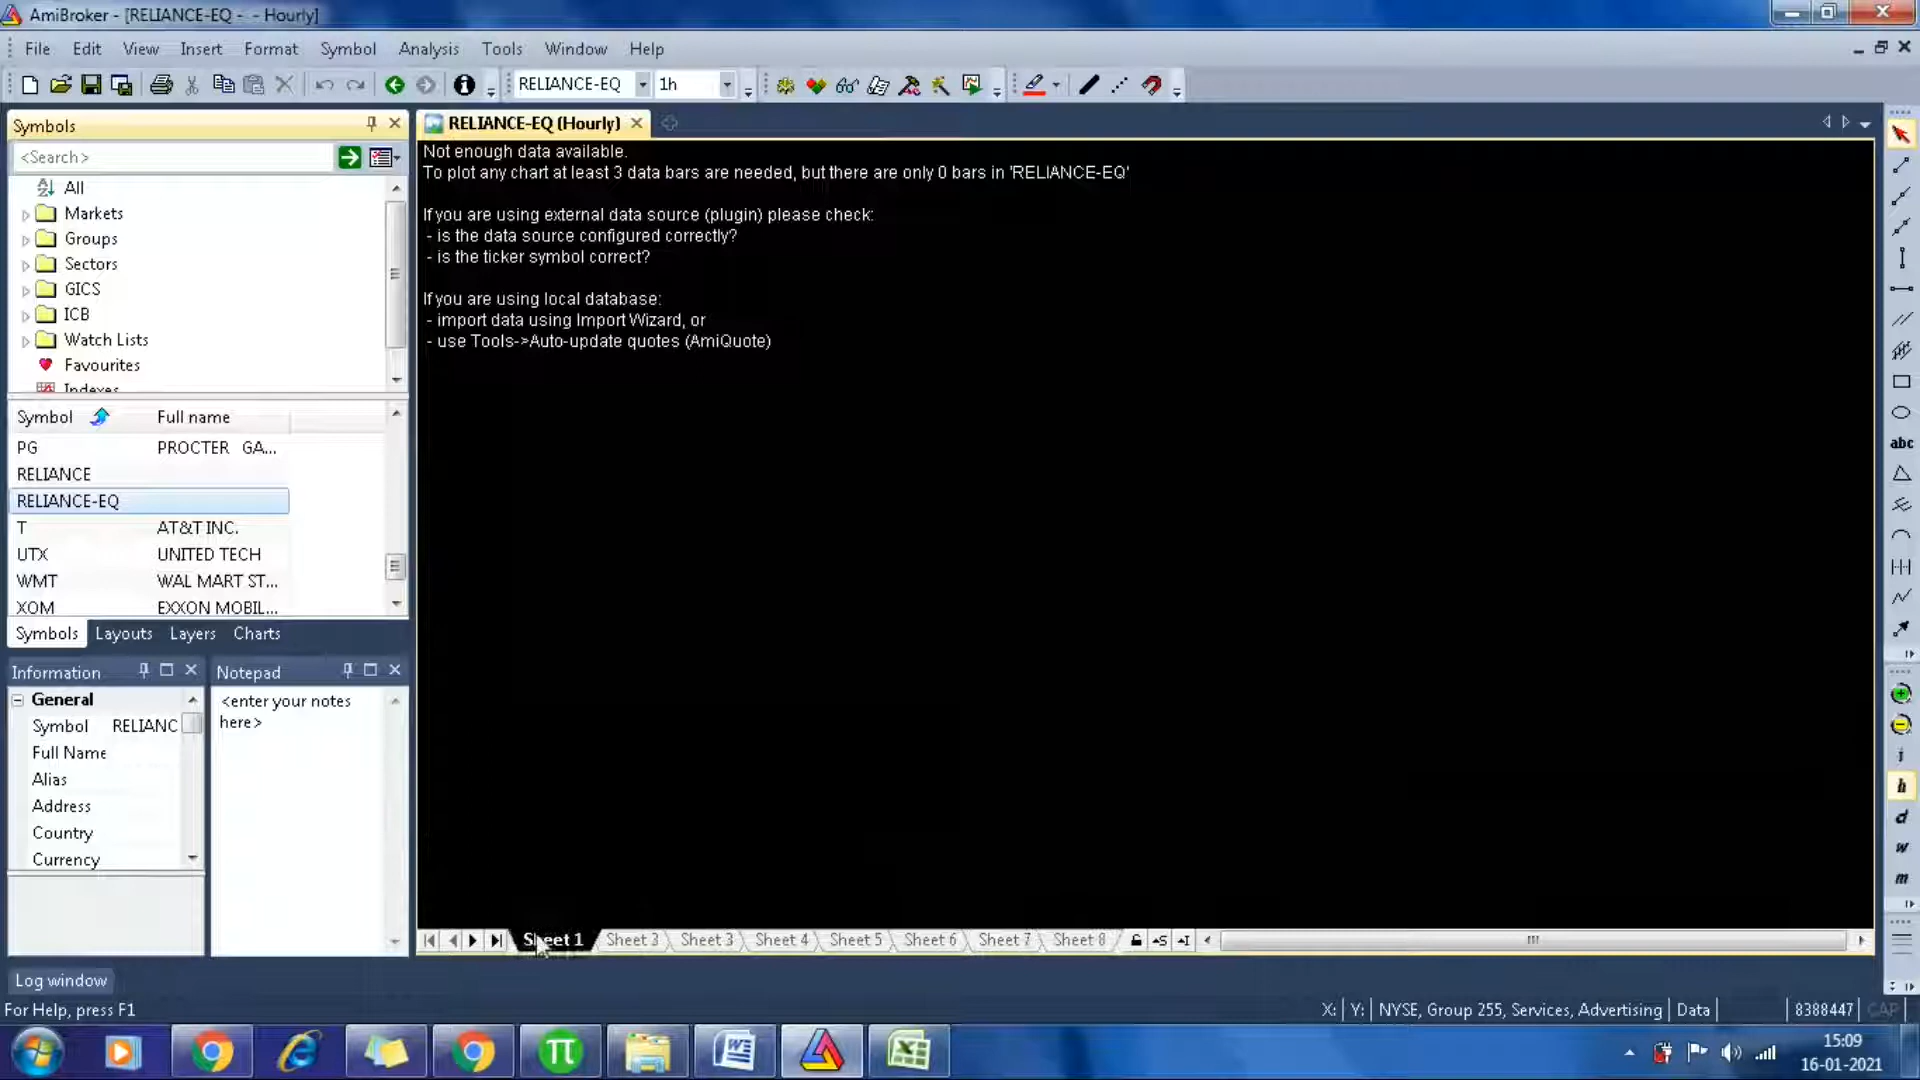 AmiBroker - [RELIANCE-EQ - - Hourly]
File Edit View Insert Format Symbol Analysis Tools Window Help
RELIANCE-EQ 1h
Symbols
RELIANCE-EQ (Hourly)
<Search>
All
Markets
Groups
Sectors
GICS
ICB
Watch Lists
Favourites
Indexes
Not enough data available.
To plot any chart at least 3 data bars are needed, but there are only 0 bars in 'RELIANCE-EQ'
If you are using external data source (plugin) please check:
- is the data source configured correctly?
- is the ticker symbol correct?
If you are using local database:
- import data using Import Wizard, or
- use Tools->Auto-update quotes (AmiQuote)
Symbol Full name
PG PROCTER GA...
RELIANCE
RELIANCE-EQ
T AT&T INC.
UTX UNITED TECH
WMT WAL MART ST...
XOM EXXON MOBIL...
Symbols Layouts Layers Charts
Information
General
Symbol RELIANC
Full Name
Alias
Address
Country
Currency
Notepad
<enter your notes
here>
abc
i
h
d
w
m
Sheet 1 Sheet 3 Sheet 3 Sheet 4 Sheet 5 Sheet 6 Sheet 7 Sheet 8
Log window
For Help, press F1
X: Y: NYSE, Group 255, Services, Advertising Data 8388447 CAP
15:09
16-01-2021